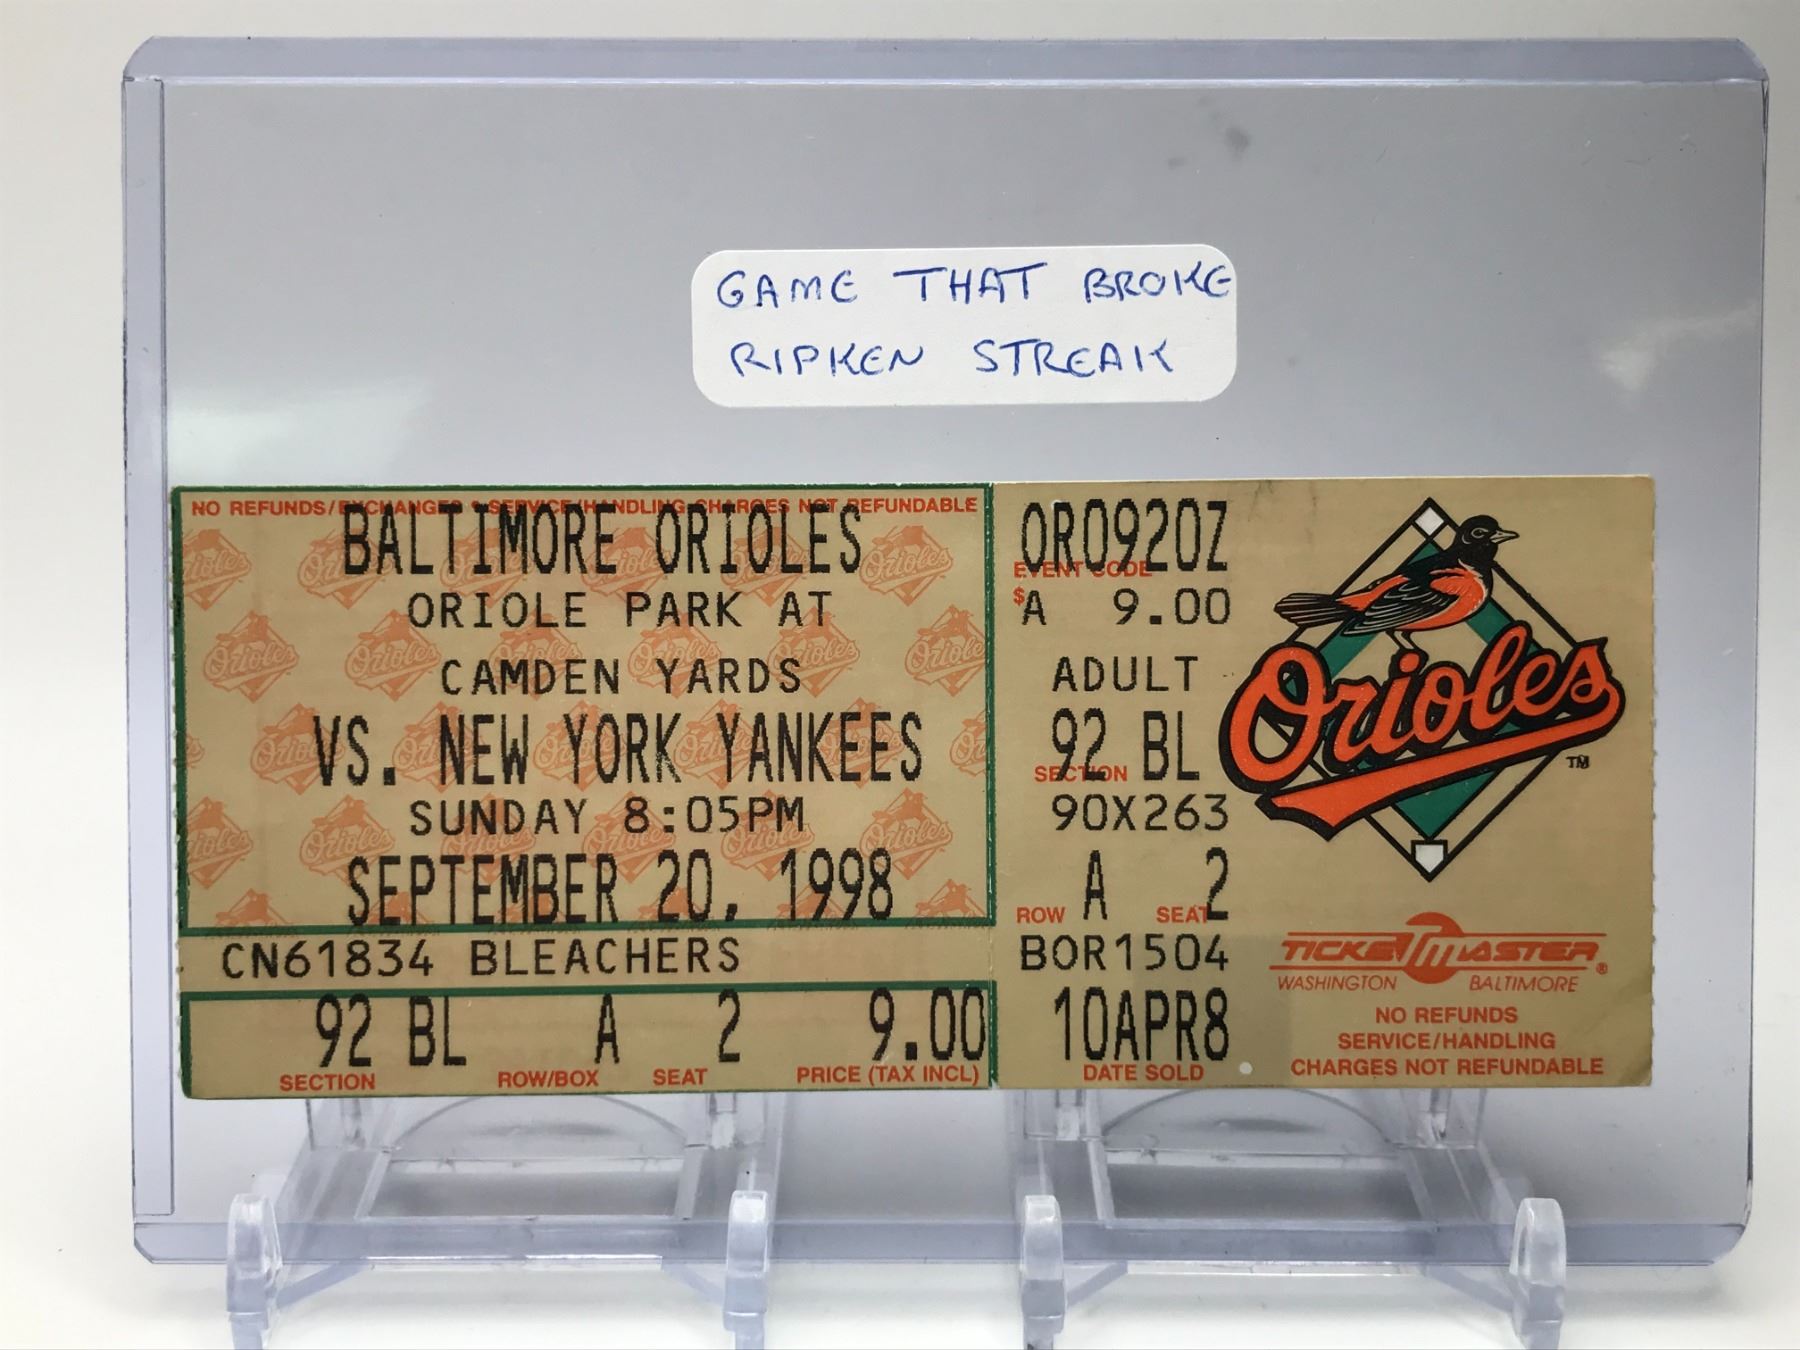 GAME THAT BROKE
RIPKEN STREAK
NO REFUNDS/EXCHANGES • SERVICE/HANDLING CHARGES NOT REFUNDABLE
BALTIMORE ORIOLES
ORIOLE PARK AT
CAMDEN YARDS
VS. NEW YORK YANKEES
SUNDAY 8:05PM
SEPTEMBER 20, 1998
CN61834 BLEACHERS
92 BL A 2 9.00
SECTION ROW/BOX SEAT PRICE (TAX INCL)
OR0920Z
EVENT CODE
$A 9.00
ADULT
92 BL
SECTION
90X263
A 2
ROW SEAT
BOR1504
10APR8
DATE SOLD
Orioles
TM
TICKETMASTER®
WASHINGTON BALTIMORE
NO REFUNDS
SERVICE/HANDLING
CHARGES NOT REFUNDABLE